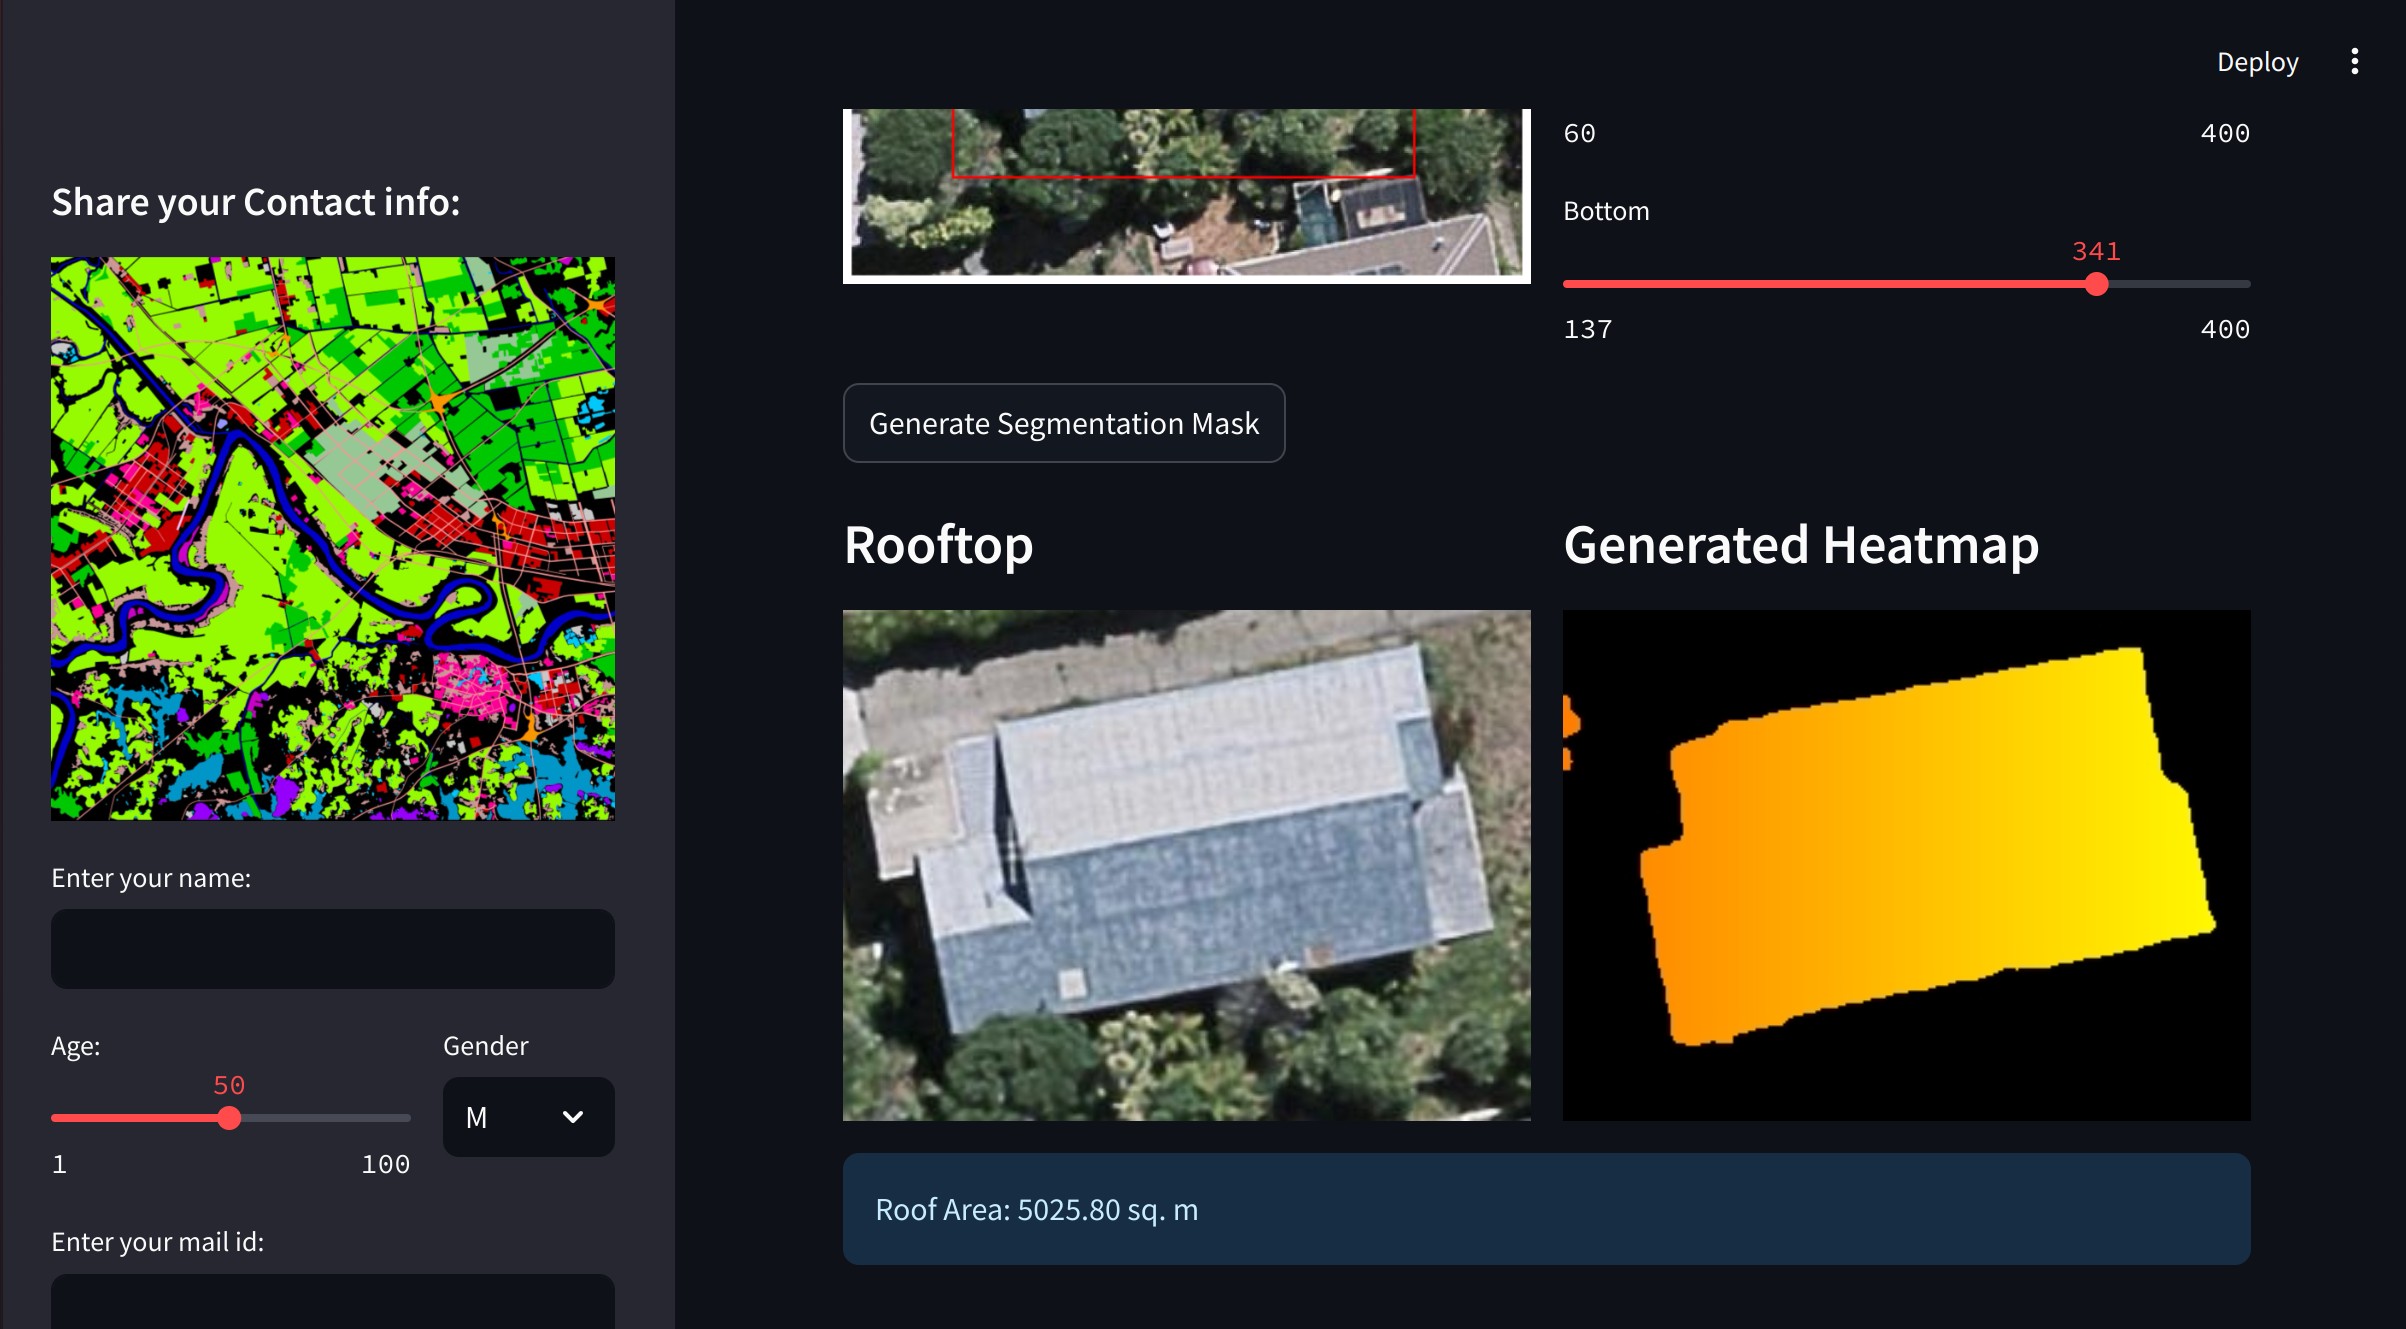 Deploy
Share your Contact info:
Enter your name:
Age:
Gender
50
M
1
100
Enter your mail id:
60
400
Bottom
341
137
400
Generate Segmentation Mask
Rooftop
Generated Heatmap
Roof Area: 5025.80 sq. m